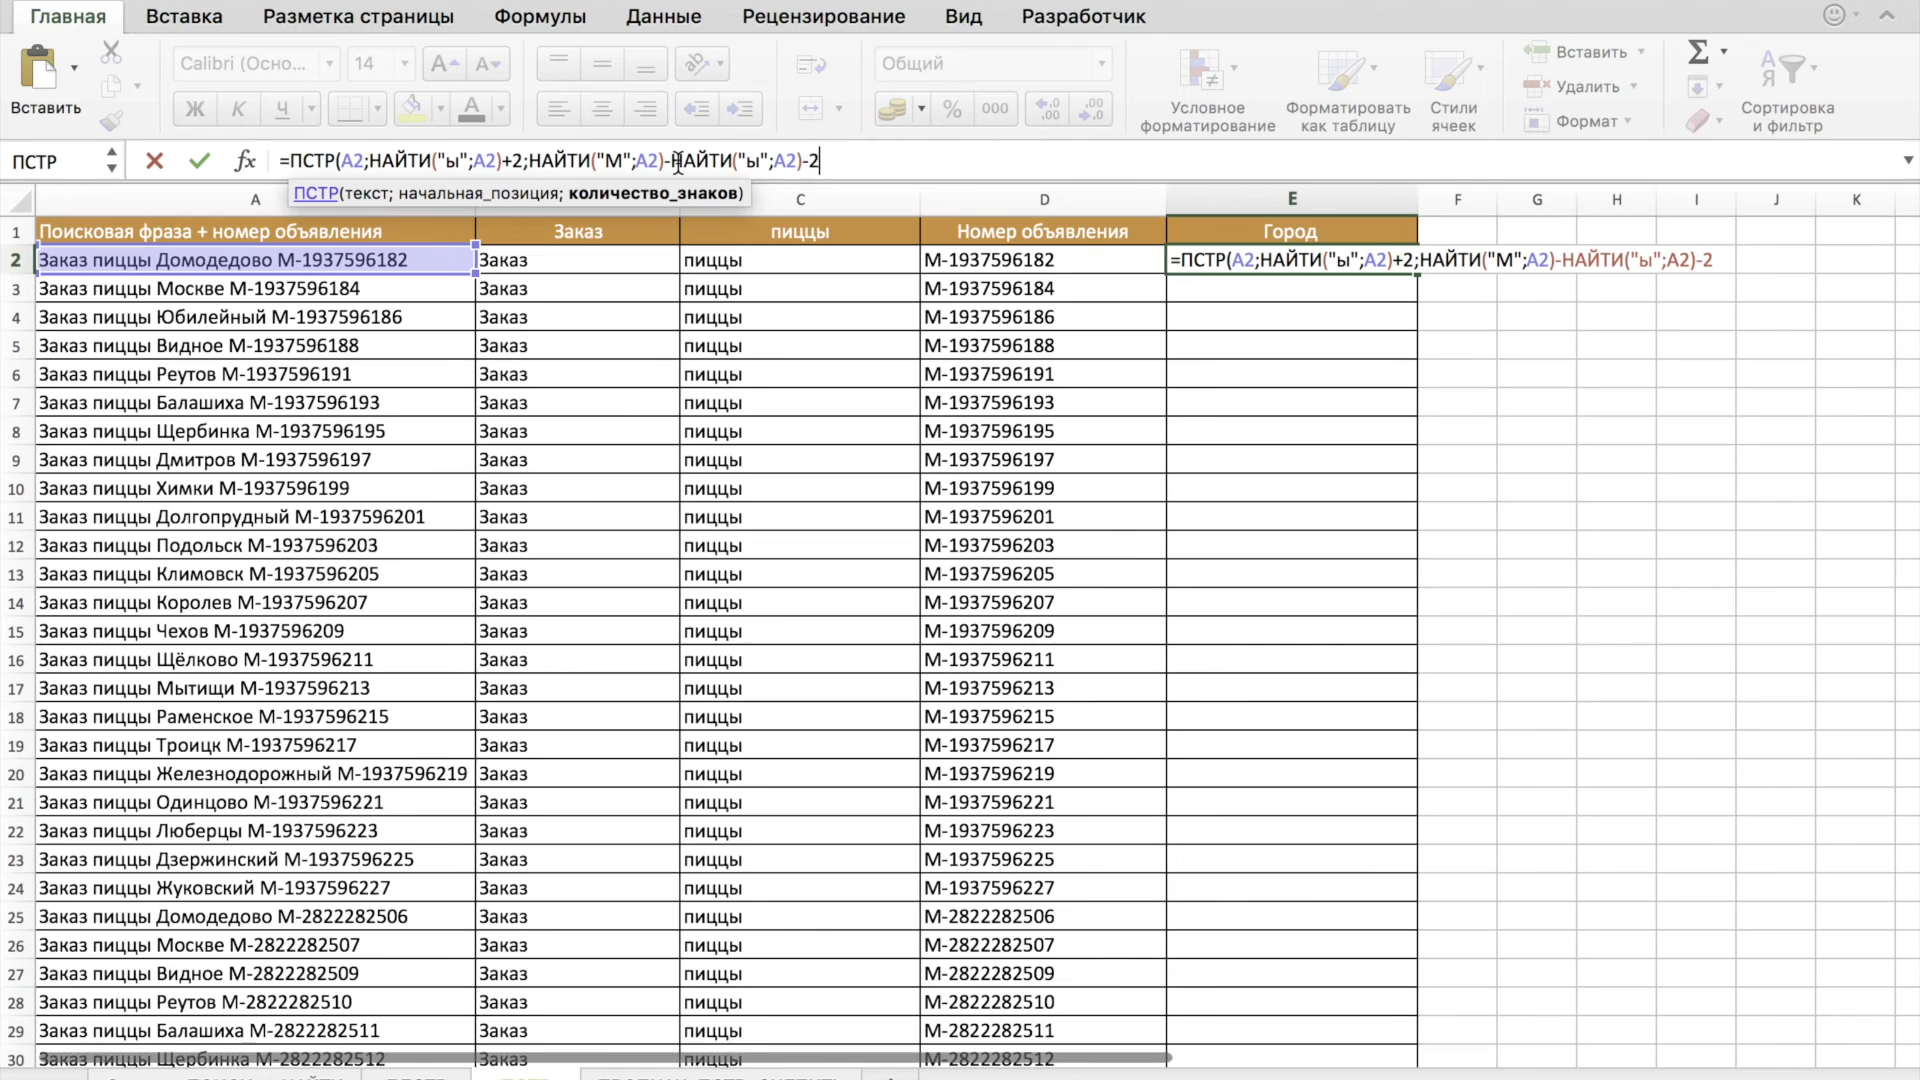 Главная Вставка Разметка страницы Формулы Данные Рецензирование Вид Разработчик
Вставить
Calibri (Осно... 14
Ж К Ч
Общий
% 000
Условное форматирование
Форматировать как таблицу
Стили ячеек
Вставить
Удалить
Формат
Сортировка и фильтр
ПСТР
=ПСТР(A2;НАЙТИ("ы";A2)+2;НАЙТИ("М";A2)-НАЙТИ("ы";A2)-2
ПСТР(текст; начальная_позиция; количество_знаков)
A C D E F G H I J K
1 Поисковая фраза + номер объявления Заказ пиццы Номер объявления Город
2 Заказ пиццы Домодедово М-1937596182 Заказ пиццы М-1937596182 =ПСТР(A2;НАЙТИ("ы";A2)+2;НАЙТИ("М";A2)-НАЙТИ("ы";A2)-2
3 Заказ пиццы Москве М-1937596184 Заказ пиццы М-1937596184
4 Заказ пиццы Юбилейный М-1937596186 Заказ пиццы М-1937596186
5 Заказ пиццы Видное М-1937596188 Заказ пиццы М-1937596188
6 Заказ пиццы Реутов М-1937596191 Заказ пиццы М-1937596191
7 Заказ пиццы Балашиха М-1937596193 Заказ пиццы М-1937596193
8 Заказ пиццы Щербинка М-1937596195 Заказ пиццы М-1937596195
9 Заказ пиццы Дмитров М-1937596197 Заказ пиццы М-1937596197
10 Заказ пиццы Химки М-1937596199 Заказ пиццы М-1937596199
11 Заказ пиццы Долгопрудный М-1937596201 Заказ пиццы М-1937596201
12 Заказ пиццы Подольск М-1937596203 Заказ пиццы М-1937596203
13 Заказ пиццы Климовск М-1937596205 Заказ пиццы М-1937596205
14 Заказ пиццы Королев М-1937596207 Заказ пиццы М-1937596207
15 Заказ пиццы Чехов М-1937596209 Заказ пиццы М-1937596209
16 Заказ пиццы Щёлково М-1937596211 Заказ пиццы М-1937596211
17 Заказ пиццы Мытищи М-1937596213 Заказ пиццы М-1937596213
18 Заказ пиццы Раменское М-1937596215 Заказ пиццы М-1937596215
19 Заказ пиццы Троицк М-1937596217 Заказ пиццы М-1937596217
20 Заказ пиццы Железнодорожный М-1937596219 Заказ пиццы М-1937596219
21 Заказ пиццы Одинцово М-1937596221 Заказ пиццы М-1937596221
22 Заказ пиццы Люберцы М-1937596223 Заказ пиццы М-1937596223
23 Заказ пиццы Дзержинский М-1937596225 Заказ пиццы М-1937596225
24 Заказ пиццы Жуковский М-1937596227 Заказ пиццы М-1937596227
25 Заказ пиццы Домодедово М-2822282506 Заказ пиццы М-2822282506
26 Заказ пиццы Москве М-2822282507 Заказ пиццы М-2822282507
27 Заказ пиццы Видное М-2822282509 Заказ пиццы М-2822282509
28 Заказ пиццы Реутов М-2822282510 Заказ пиццы М-2822282510
29 Заказ пиццы Балашиха М-2822282511 Заказ пиццы М-2822282511
30 Заказ пиццы Щербинка М-2822282512 Заказ пиццы М-2822282512